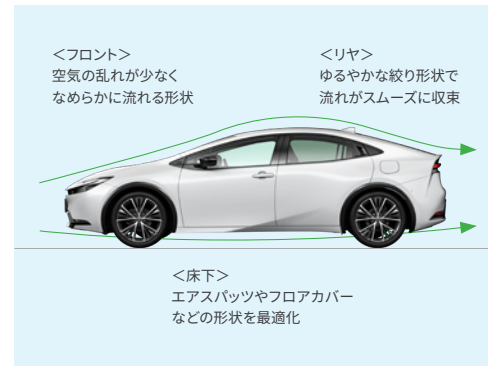 ＜フロント＞
空気の乱れが少なく
なめらかに流れる形状
＜リヤ＞
ゆるやかな絞り形状で
流れがスムーズに収束
＜床下＞
エアスパッツやフロアカバー
などの形状を最適化